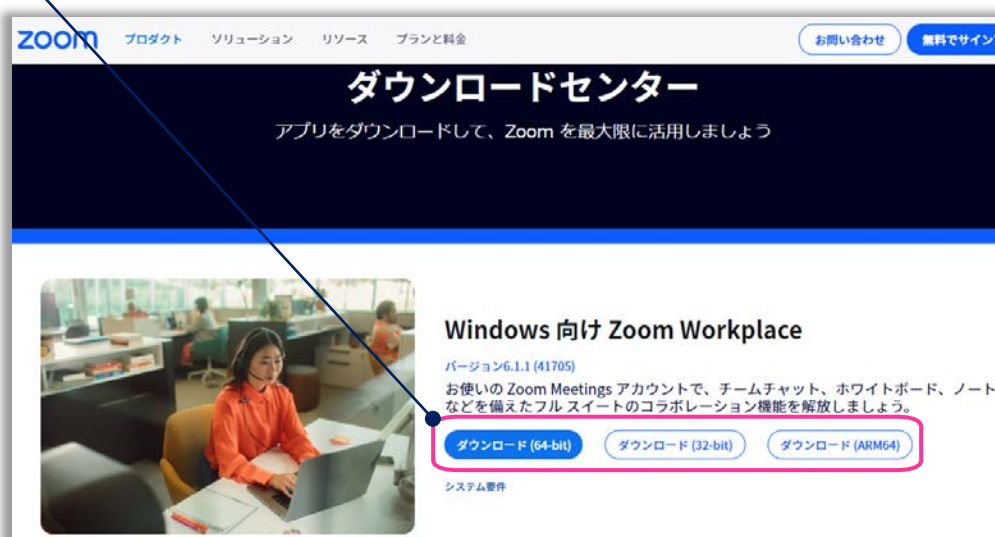 zoom プロダクト ソリューション リソース プランと料金 お問い合わせ 無料でサイン
ダウンロードセンター
アプリをダウンロードして、Zoom を最大限に活用しましょう
Windows 向け Zoom Workplace
バージョン6.1.1 (41705)
お使いの Zoom Meetings アカウントで、チームチャット、ホワイトボード、ノート
などを備えたフル スイートのコラボレーション機能を解放しましょう。
ダウンロード (64-bit) ダウンロード (32-bit) ダウンロード (ARM64)
システム要件